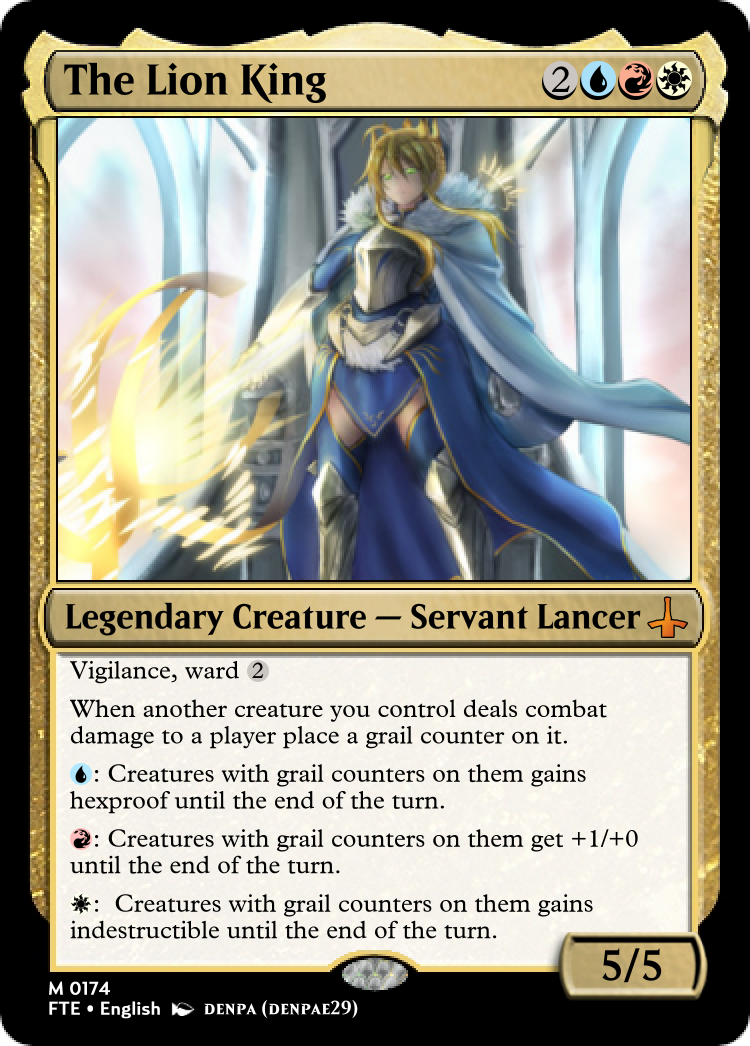 The Lion King 2
Legendary Creature — Servant Lancer
Vigilance, ward 2
When another creature you control deals combat
damage to a player place a grail counter on it.
: Creatures with grail counters on them gains
hexproof until the end of the turn.
: Creatures with grail counters on them get +1/+0
until the end of the turn.
: Creatures with grail counters on them gains
indestructible until the end of the turn.
5/5
M 0174
FTE • English DENPA (DENPAE29)